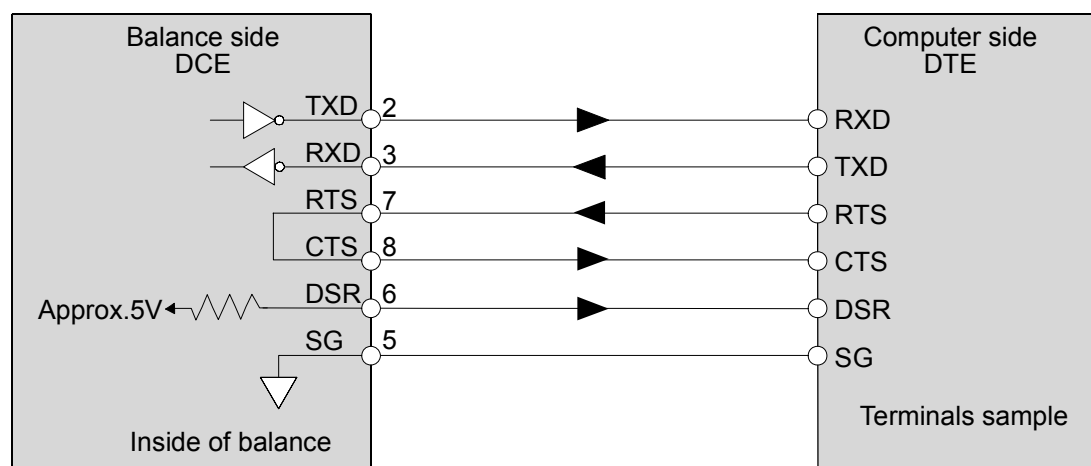 Balance side
DCE
Computer side
DTE
TXD 2
RXD
RXD 3
TXD
RTS 7
RTS
CTS 8
CTS
Approx.5V DSR 6
DSR
SG 5
SG
Inside of balance
Terminals sample